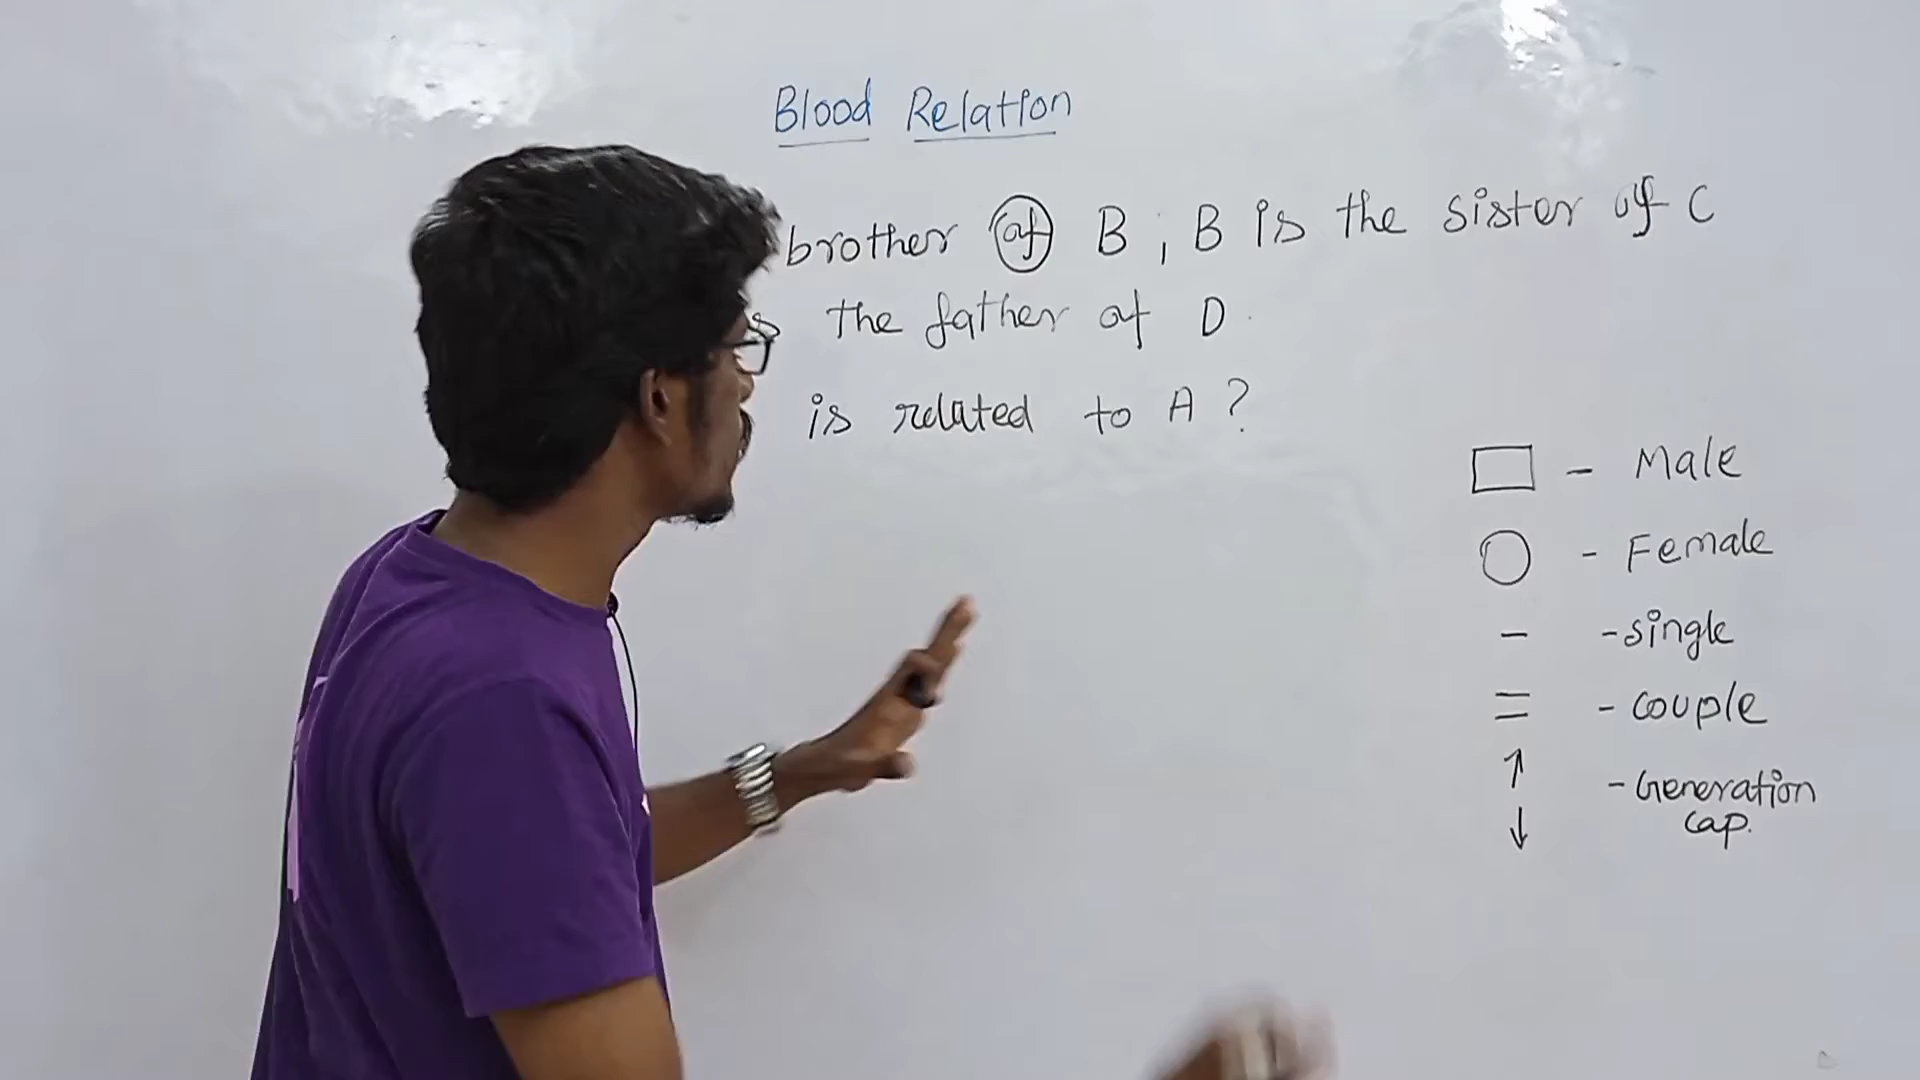 Blood Relation
brother of B, B is the sister of C
the father of D.
is related to A ?
- Male
- Female
- - single
= - couple
↑ ↓ - Generation
Cap.